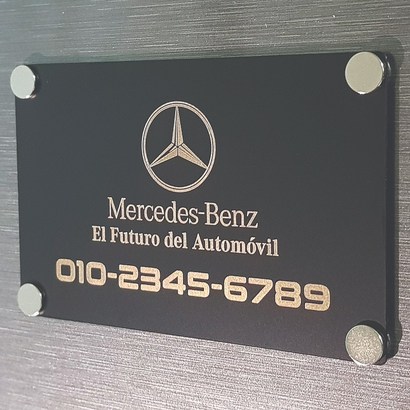 Mercedes-Benz
El Futuro del Automóvil
010-2345-6789